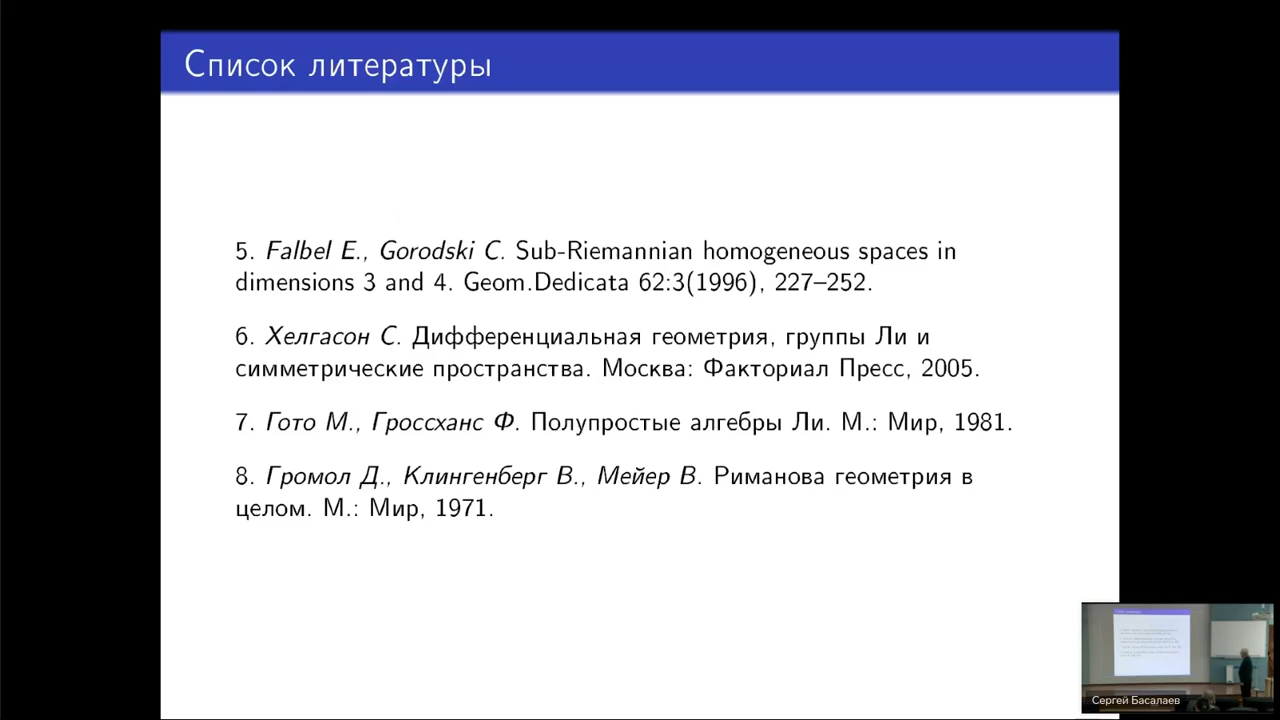 Список литературы
5. Falbel E., Gorodski C. Sub-Riemannian homogeneous spaces in
dimensions 3 and 4. Geom.Dedicata 62:3(1996), 227–252.
6. Хелгасон С. Дифференциальная геометрия, группы Ли и
симметрические пространства. Москва: Факториал Пресс, 2005.
7. Гото М., Гроссханс Ф. Полупростые алгебры Ли. М.: Мир, 1981.
8. Громол Д., Клингенберг В., Мейер В. Риманова геометрия в
целом. М.: Мир, 1971.
Сергей Басалаев